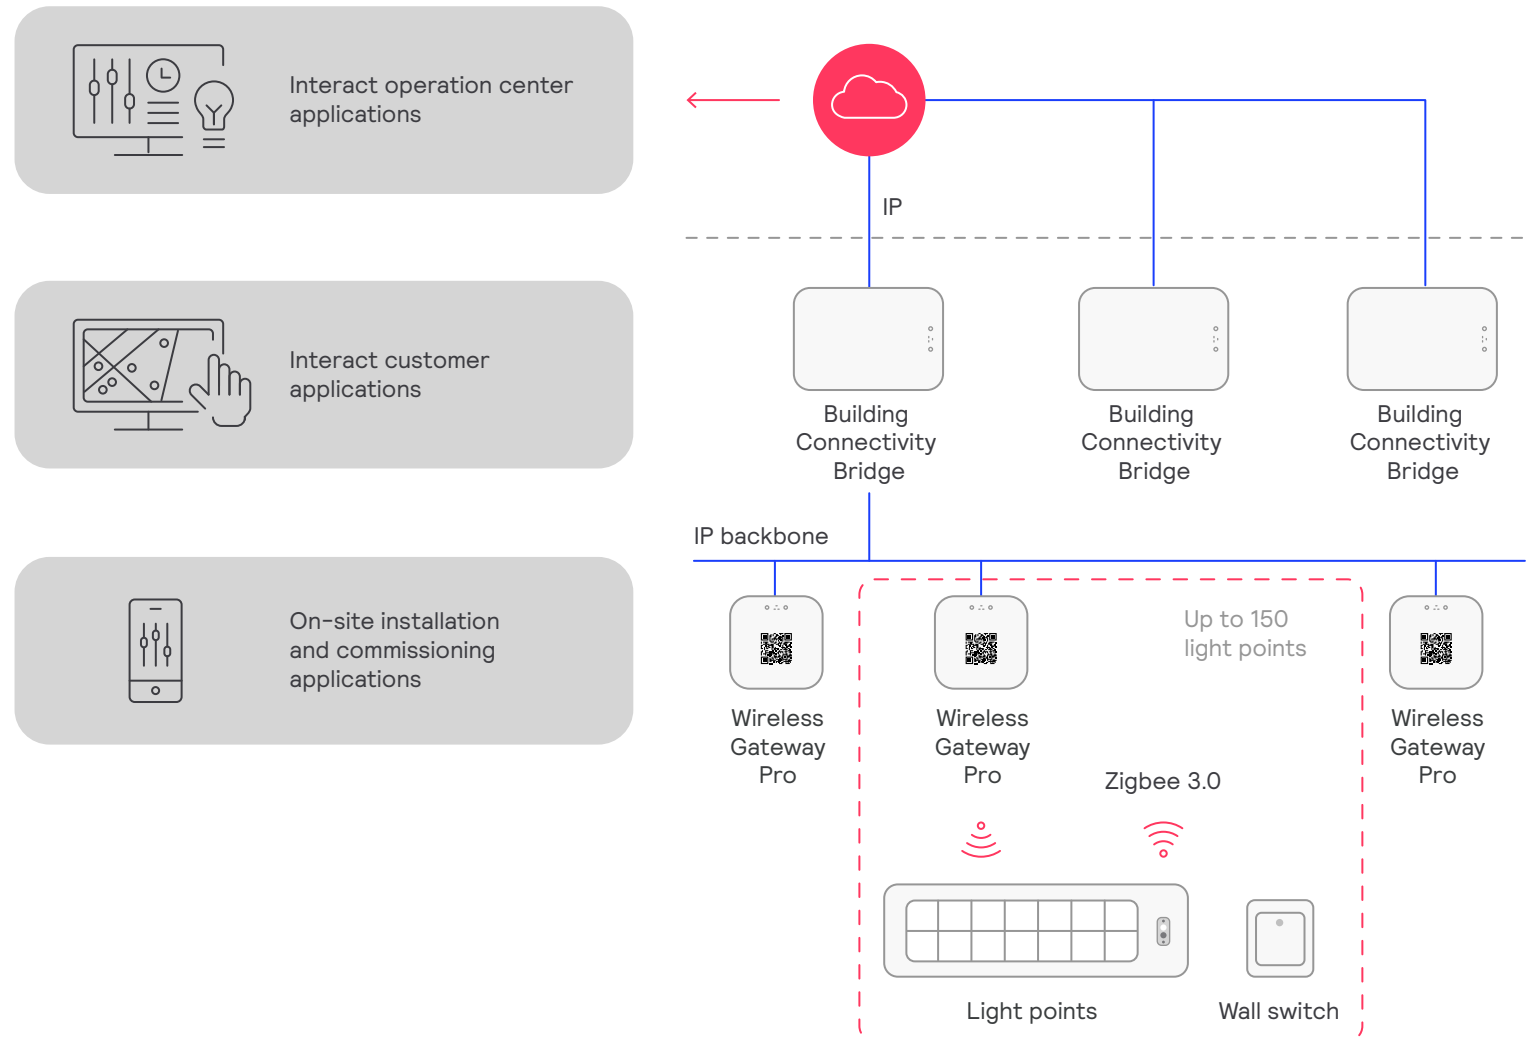 Interact operation center
applications
IP
Interact customer
applications
Building
Connectivity
Bridge
Building
Connectivity
Bridge
Building
Connectivity
Bridge
IP backbone
On-site installation
and commissioning
applications
Up to 150
light points
Wireless
Gateway
Pro
Wireless
Gateway
Pro
Wireless
Gateway
Pro
Zigbee 3.0
Light points
Wall switch